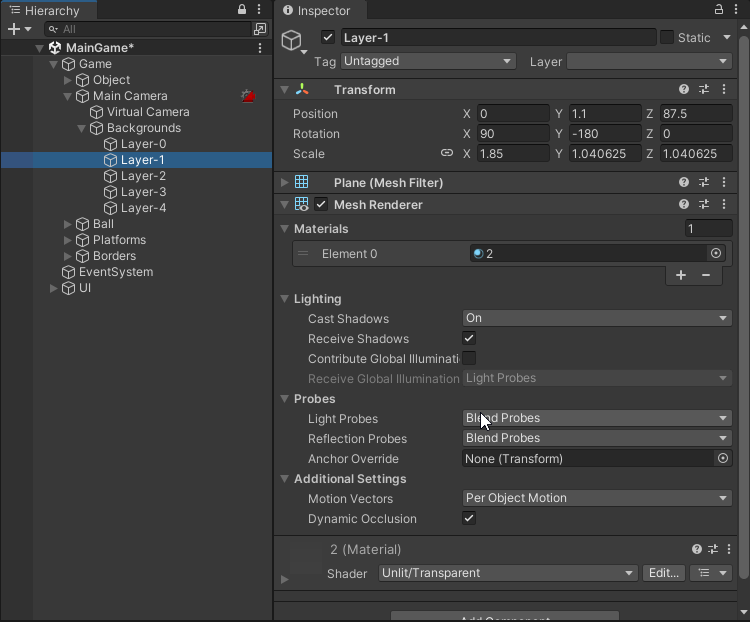 Hierarchy
All
MainGame*
Game
Object
Main Camera
Virtual Camera
Backgrounds
Layer-0
Layer-1
Layer-2
Layer-3
Layer-4
Ball
Platforms
Borders
EventSystem
UI
Inspector
Layer-1 Static
Tag Untagged Layer
Transform
Position X 0 Y 1.1 Z 87.5
Rotation X 90 Y -180 Z 0
Scale X 1.85 Y 1.040625 Z 1.040625
Plane (Mesh Filter)
Mesh Renderer
Materials 1
Element 0 2
Lighting
Cast Shadows On
Receive Shadows
Contribute Global Illuminati
Receive Global Illumination Light Probes
Probes
Light Probes Blend Probes
Reflection Probes Blend Probes
Anchor Override None (Transform)
Additional Settings
Motion Vectors Per Object Motion
Dynamic Occlusion
2 (Material)
Shader Unlit/Transparent Edit...
Add Component